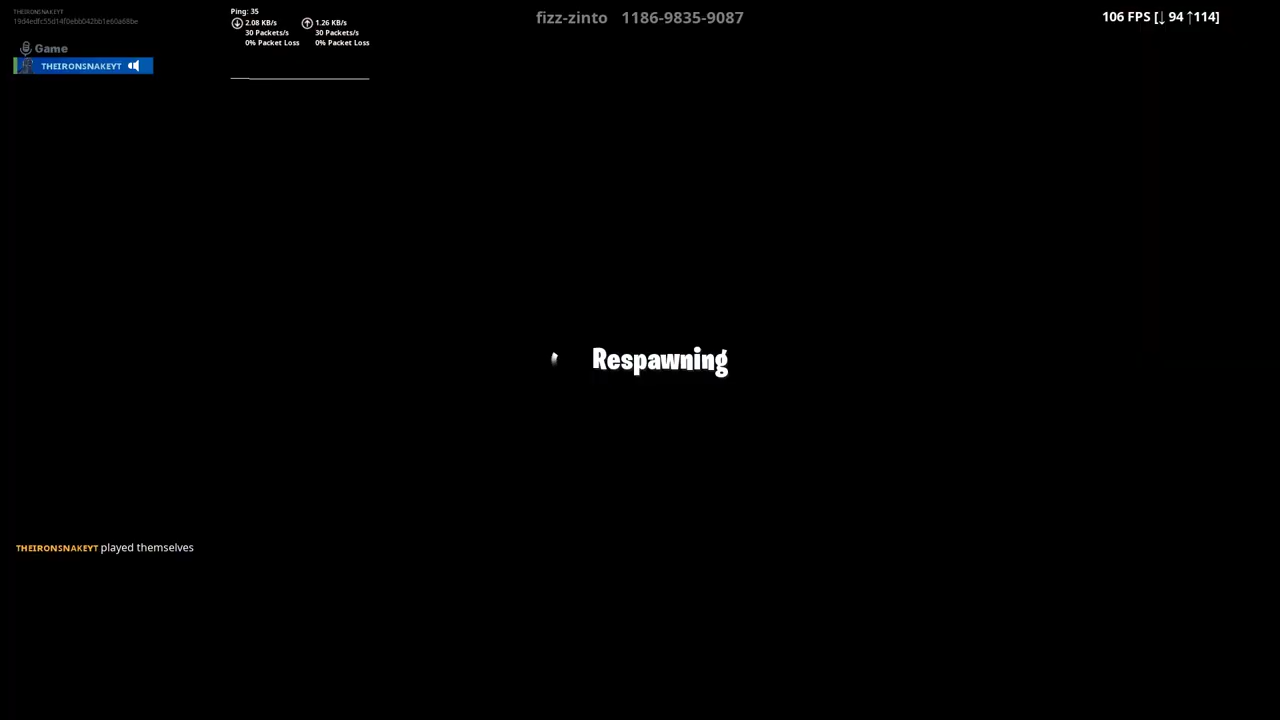 THEIRONSNAKEYT
Ping: 35
2.08 KB/s 1.26 KB/s
30 Packets/s 30 Packets/s
0% Packet Loss 0% Packet Loss
fizz-zinto 1186-9835-9087
106 FPS [↓ 94 ↑114]
Game
THEIRONSNAKEYT
Respawning
THEIRONSNAKEYT played themselves